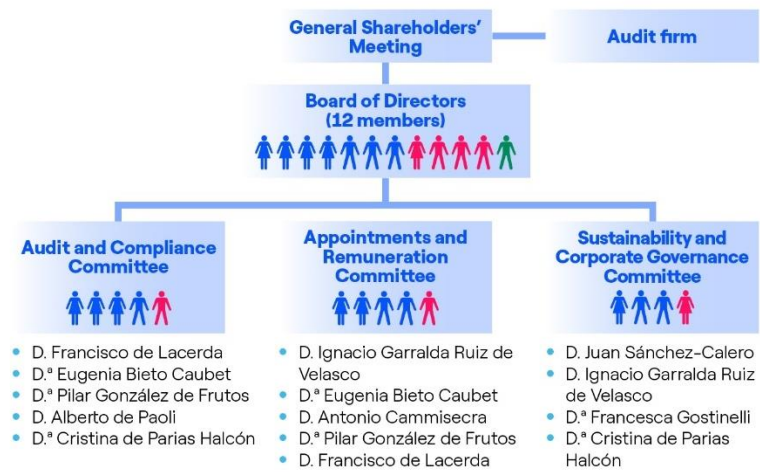 General Shareholders'
Meeting
Audit firm
Board of Directors
(12 members)
Audit and Compliance
Committee
• D. Francisco de Lacerda
• D.ª Eugenia Bieto Caubet
• D.ª Pilar González de Frutos
• D. Alberto de Paoli
• D.ª Cristina de Parias Halcón
Appointments and
Remuneration
Committee
• D. Ignacio Garralda Ruiz de
Velasco
• D.ª Eugenia Bieto Caubet
• D. Antonio Cammisecra
• D.ª Pilar González de Frutos
• D. Francisco de Lacerda
Sustainability and
Corporate Governance
Committee
• D. Juan Sánchez-Calero
• D. Ignacio Garralda Ruiz
de Velasco
• D.ª Francesca Gostinelli
• D.ª Cristina de Parias
Halcón